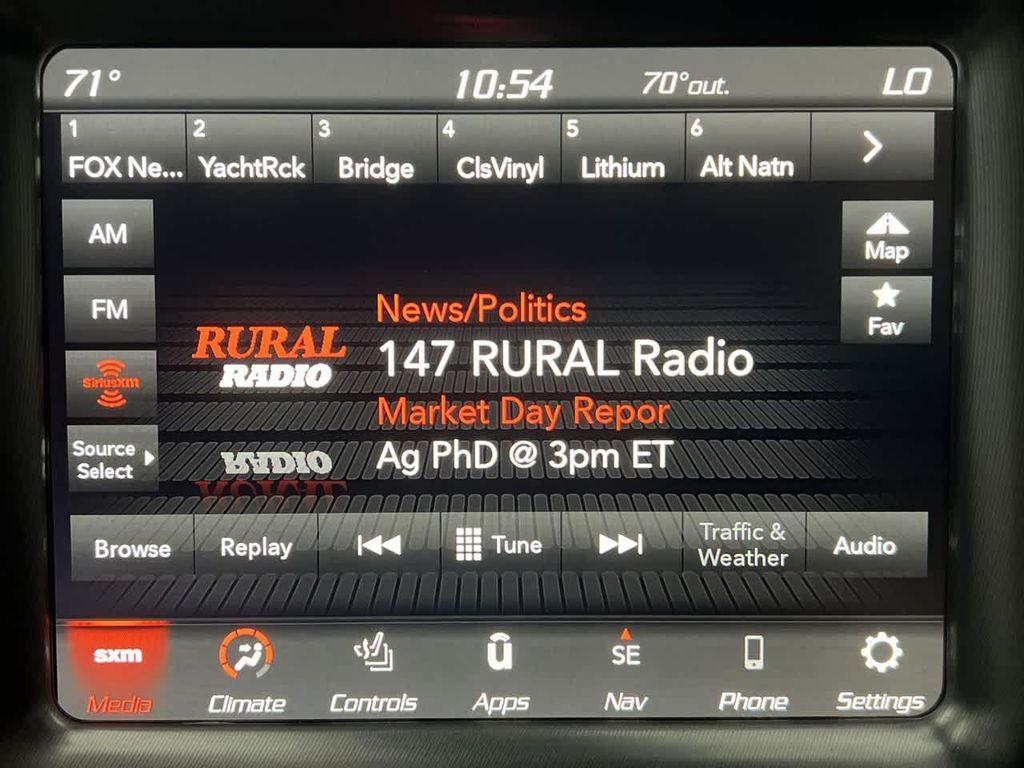 71° 10:54 70°out. LO
1 2 3 4 5 6
FOX Ne... YachtRck Bridge ClsVinyl Lithium Alt Natn
AM
Map
FM
Fav
SiriusXM
Source
Select
RURAL
RADIO
News/Politics
147 RURAL Radio
Market Day Repor
Ag PhD @ 3pm ET
Browse Replay Tune Traffic &
Weather Audio
sxm SE
Media Climate Controls Apps Nav Phone Settings